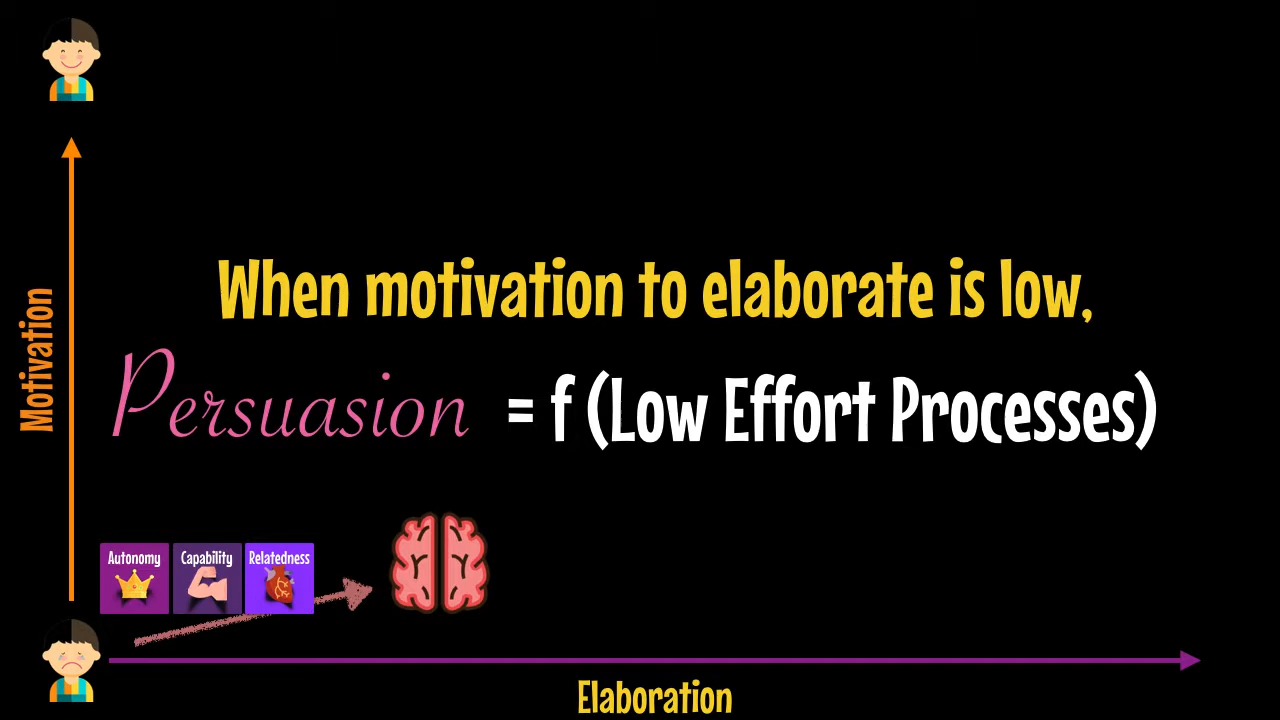 Motivation
When motivation to elaborate is low,
Persuasion = f (Low Effort Processes)
Autonomy Capability Relatedness
Elaboration